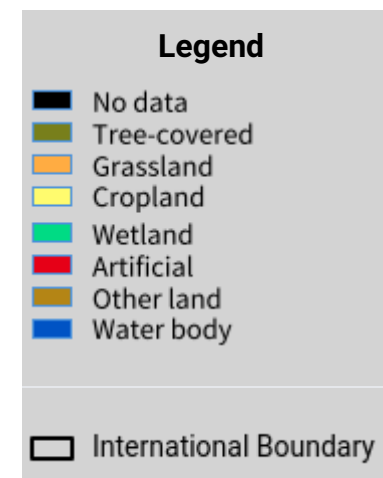 Legend
No data
Tree-covered
Grassland
Cropland
Wetland
Artificial
Other land
Water body
International Boundary